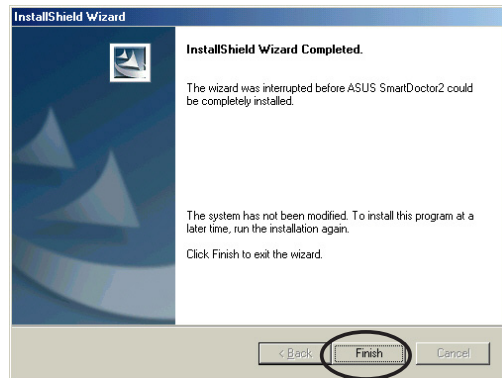 InstallShield Wizard
InstallShield Wizard Completed.
The wizard was interrupted before ASUS SmartDoctor2 could
be completely installed.
The system has not been modified. To install this program at a
later time, run the installation again.
Click Finish to exit the wizard.
< Back Finish Cancel